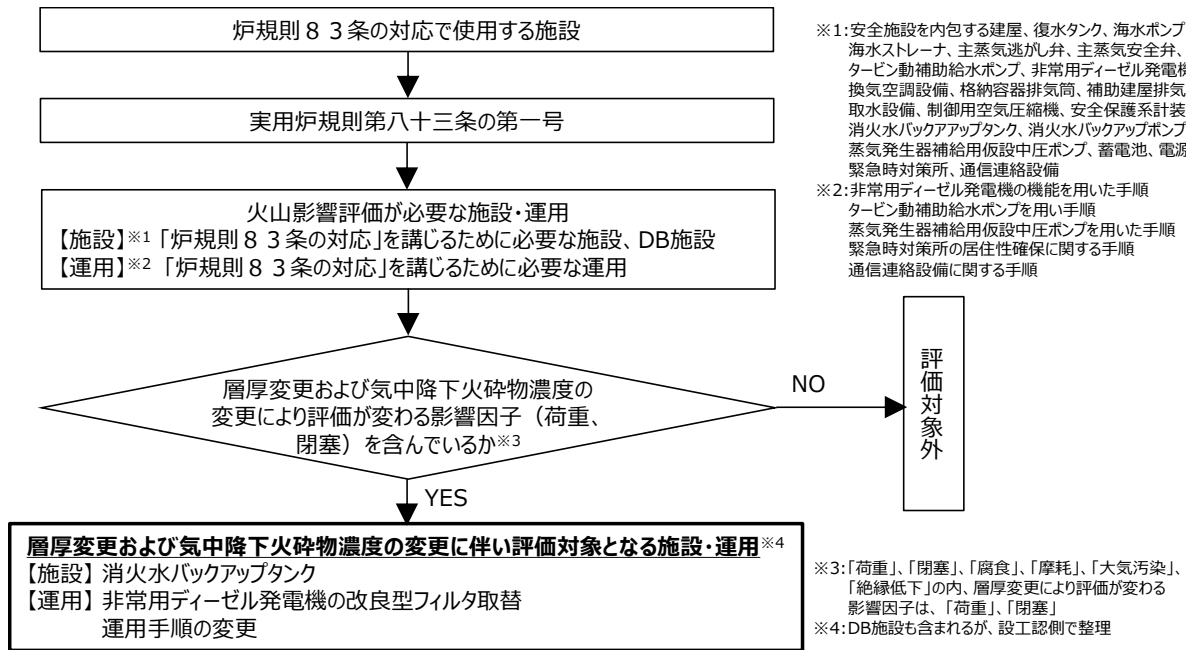 炉規則83条の対応で使用する施設
実用炉規則第八十三条の第一号
火山影響評価が必要な施設・運用
【施設】※1「炉規則83条の対応」を講じるために必要な施設、DB施設
【運用】※2「炉規則83条の対応」を講じるために必要な運用
層厚変更および気中降下火砕物濃度の
変更により評価が変わる影響因子（荷重、
閉塞）を含んでいるか※3
NO
評価対象外
YES
層厚変更および気中降下火砕物濃度の変更に伴い評価対象となる施設・運用※4
【施設】消火水バックアップタンク
【運用】非常用ディーゼル発電機の改良型フィルタ取替
運用手順の変更
※1:安全施設を内包する建屋、復水タンク、海水ポンプ
海水ストレーナ、主蒸気逃がし弁、主蒸気安全弁、
タービン動補助給水ポンプ、非常用ディーゼル発電機
換気空調設備、格納容器排気筒、補助建屋排気
取水設備、制御用空気圧縮機、安全保護系計装
消火水バックアアップタンク、消火水バックアップポンプ
蒸気発生器補給用仮設中圧ポンプ、蓄電池、電源
緊急時対策所、通信連絡設備
※2:非常用ディーゼル発電機の機能を用いた手順
タービン動補助給水ポンプを用い手順
蒸気発生器補給用仮設中圧ポンプを用いた手順
緊急時対策所の居住性確保に関する手順
通信連絡設備に関する手順
※3:「荷重」、「閉塞」、「腐食」、「摩耗」、「大気汚染」、
「絶縁低下」の内、層厚変更により評価が変わる
影響因子は、「荷重」、「閉塞」
※4:DB施設も含まれるが、設工認側で整理